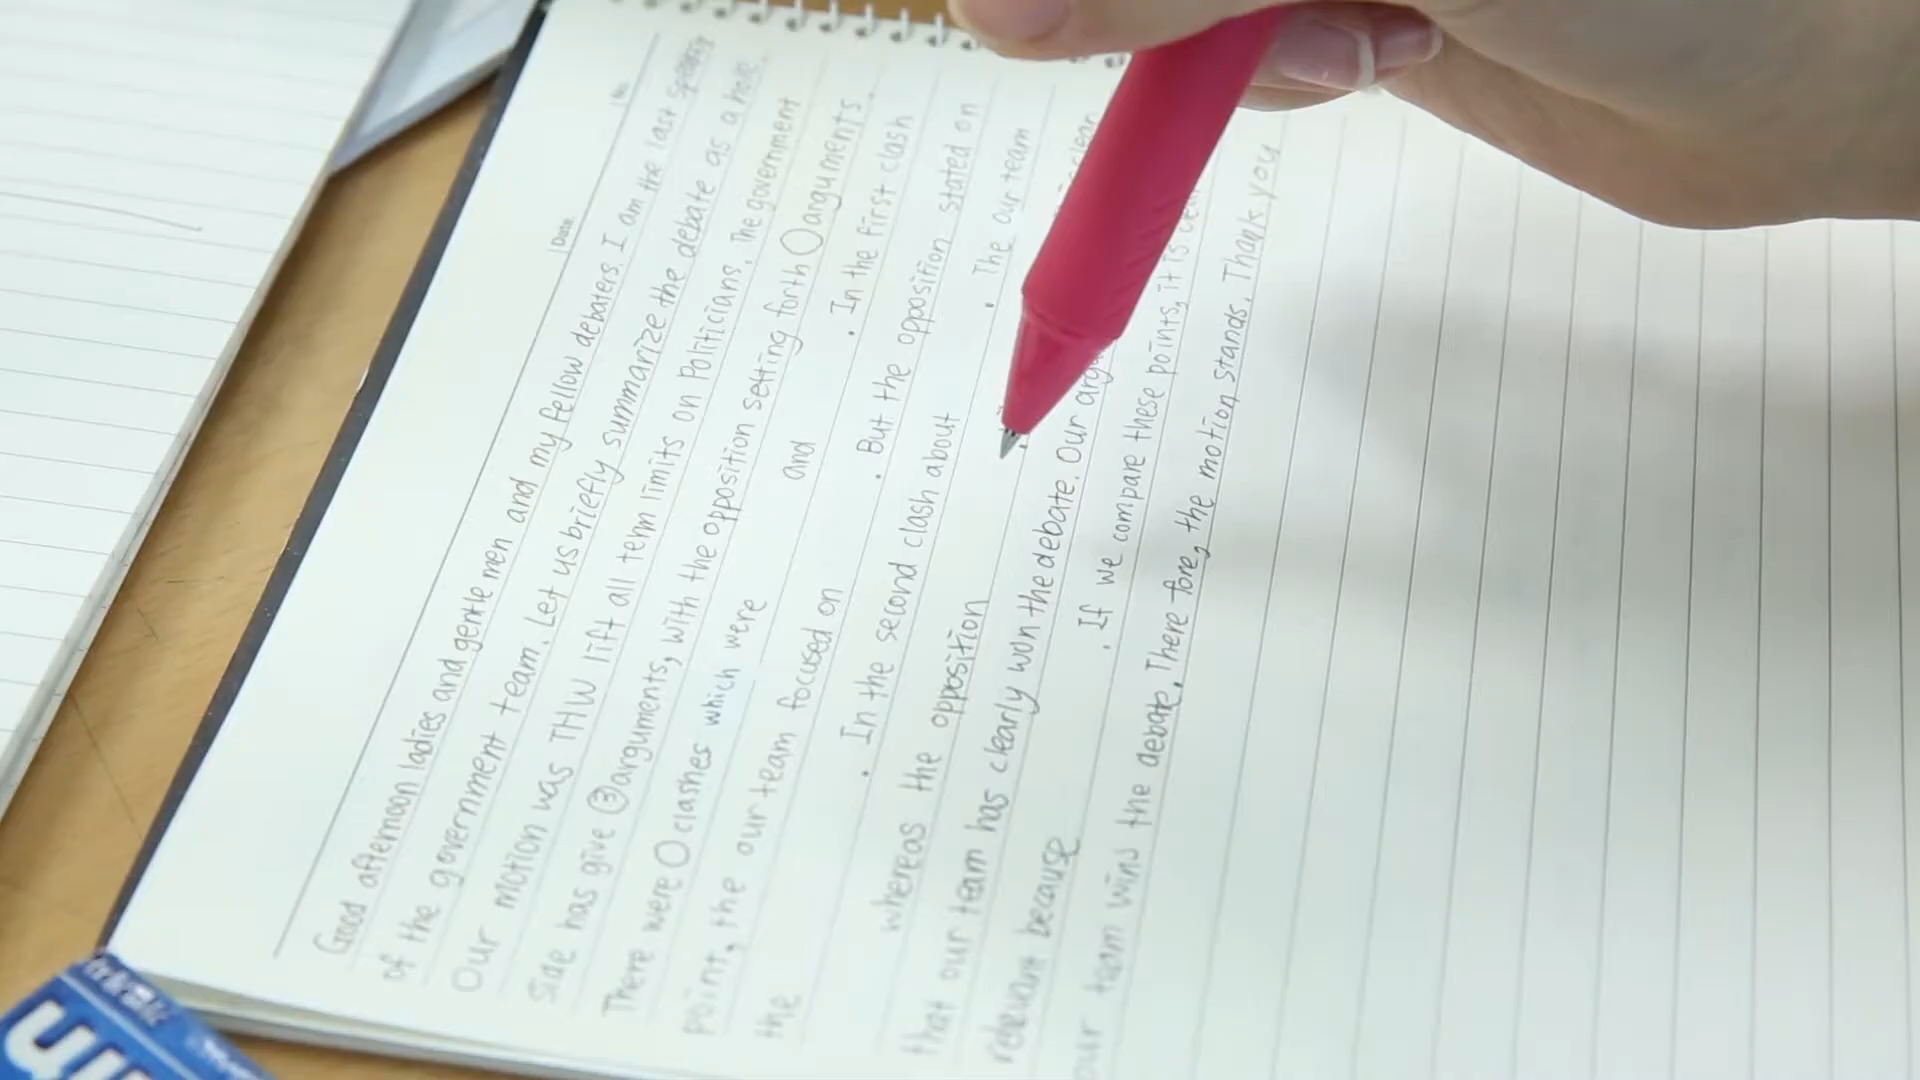 No.
Date
Good afternoon ladies and gentle men and my fellow debaters. I am the last speaker
of the government team. Let us briefly summarize the debate as a hole.
Our motion was THW lift all term limits on Politicians. The government
side has give ③ arguments, with the opposition setting forth ○ arguments.
There were ○ clashes which were and . In the first clash
point, the our team focused on . But the opposition stated on
the . In the second clash about . The our team
whereas the opposition .
that our team has clearly won the debate. Our clear
relevant because . If we compare these points, it is
our team wins the debate. There fore, the motion stands. Thank you